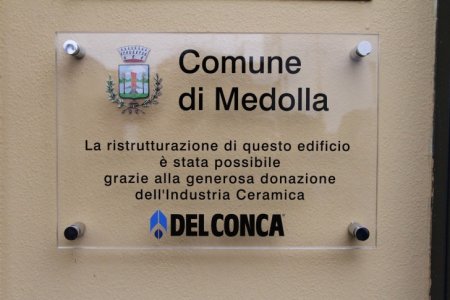 Comune
di Medolla
La ristrutturazione di questo edificio
è stata possibile
grazie alla generosa donazione
dell'Industria Ceramica
DELCONCA